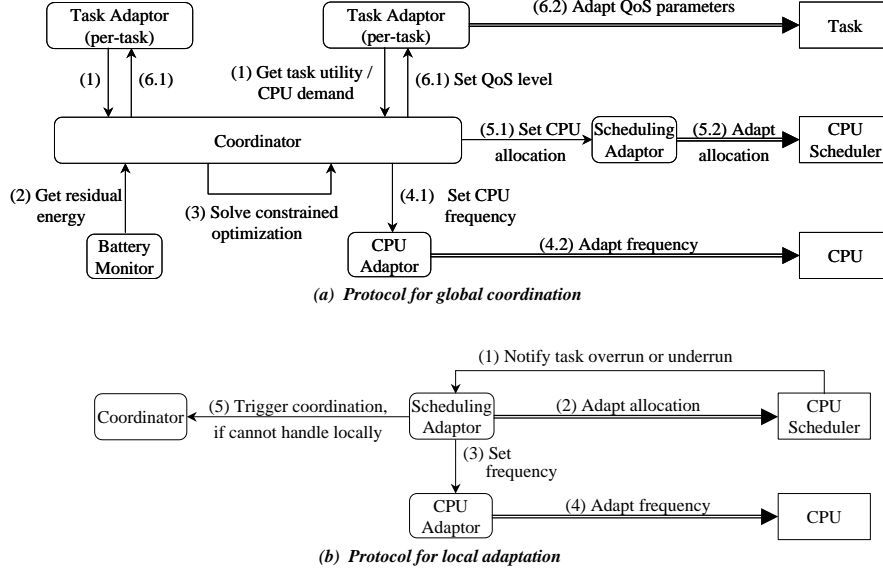 Task Adaptor
(per-task)
Task Adaptor
(per-task)
(6.2) Adapt QoS parameters
Task
(1)
(6.1)
(1) Get task utility /
CPU demand
(6.1) Set QoS level
Coordinator
(5.1) Set CPU
allocation
Scheduling
Adaptor
(5.2) Adapt
allocation
CPU
Scheduler
(2) Get residual
energy
(3) Solve constrained
optimization
(4.1) Set CPU
frequency
Battery
Monitor
CPU
Adaptor
(4.2) Adapt frequency
CPU
(a) Protocol for global coordination
(1) Notify task overrun or underrun
Coordinator
(5) Trigger coordination,
if cannot handle locally
Scheduling
Adaptor
(2) Adapt allocation
CPU
Scheduler
(3) Set
frequency
CPU
Adaptor
(4) Adapt frequency
CPU
(b) Protocol for local adaptation